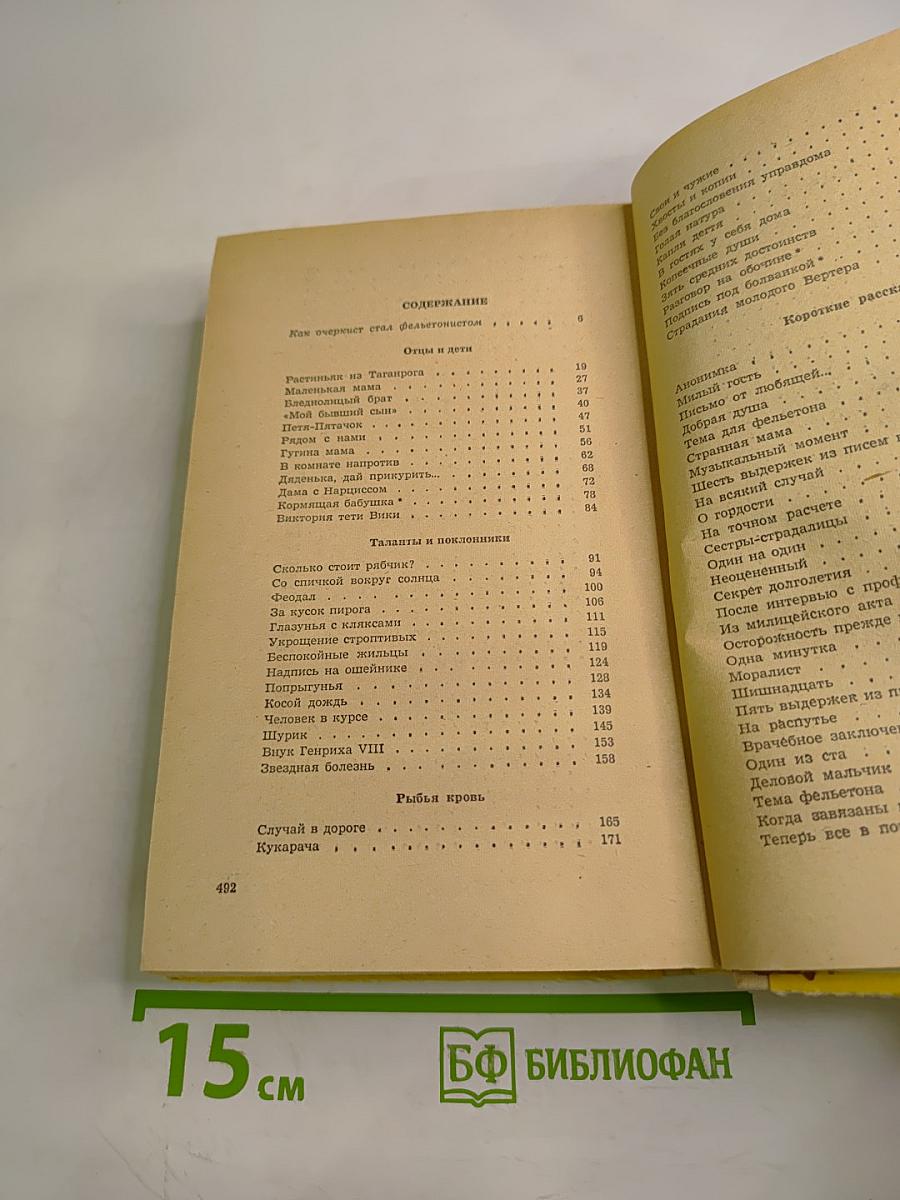 СОДЕРЖАНИЕ
Как очеркист стал фельетонистом 6
Отцы и дети
Растиньяк из Таганрога 19
Маленькая мама 27
Бледнолицый брат 37
«Мой бывший сын» 40
Петя-Пятачок 47
Рядом с нами 51
Гугина мама 56
В комнате напротив 62
Дяденька, дай прикурить... 68
Дама с Нарциссом 72
Кормящая бабушка* 78
Виктория тети Вики 84
Таланты и поклонники
Сколько стоит рябчик? 91
Со спичкой вокруг солнца 94
Феодал 100
За кусок пирога 106
Глазунья с кляксами 111
Укрощение строптивых 115
Беспокойные жильцы 119
Надпись на ошейнике 124
Попрыгунья 128
Косой дождь 134
Человек в курсе 139
Шурик 145
Внук Генриха VIII 153
Звездная болезнь 158
Рыбья кровь
Случай в дороге 165
Кукарача 171
492
Свои и чужие
Хвосты и копии
Без благословения управдома
Голая натура
Капли дегтя
В гостях у себя дома
Копеечные души
Зять средних достоинств
Разговор на обочине*
Подпись под болванкой*
Страдания молодого Вертера
Короткие
Анонимка
Милый гость
Письмо от любящей...
Добрая душа
Тема для фельетона
Странная мама
Музыкальный момент
Шесть выдержек из писем
На всякий случай
О гордости
На точном расчете
Сестры-страдалицы
Один на один
Неоцененный
Секрет долголетия
После интервью с
Из милицейского акта
Осторожность прежде
Одна минутка
Моралист
Шишнадцать
Пять выдержек из
На распутье
Врачебное
Один из ста
Деловой мальчик
Тема фельетона
Когда завязаны
Теперь все в
15 см
БФ БИБЛИОФАН